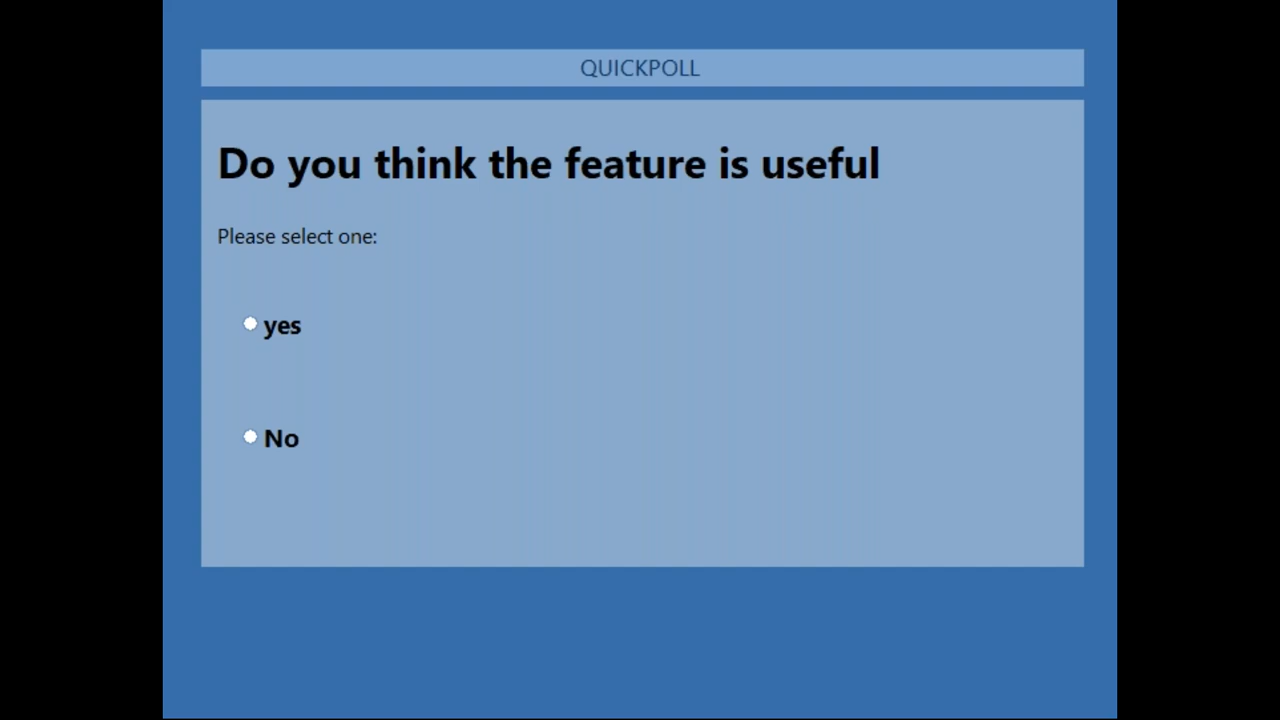 QUICKPOLL
Do you think the feature is useful
Please select one:
yes
No